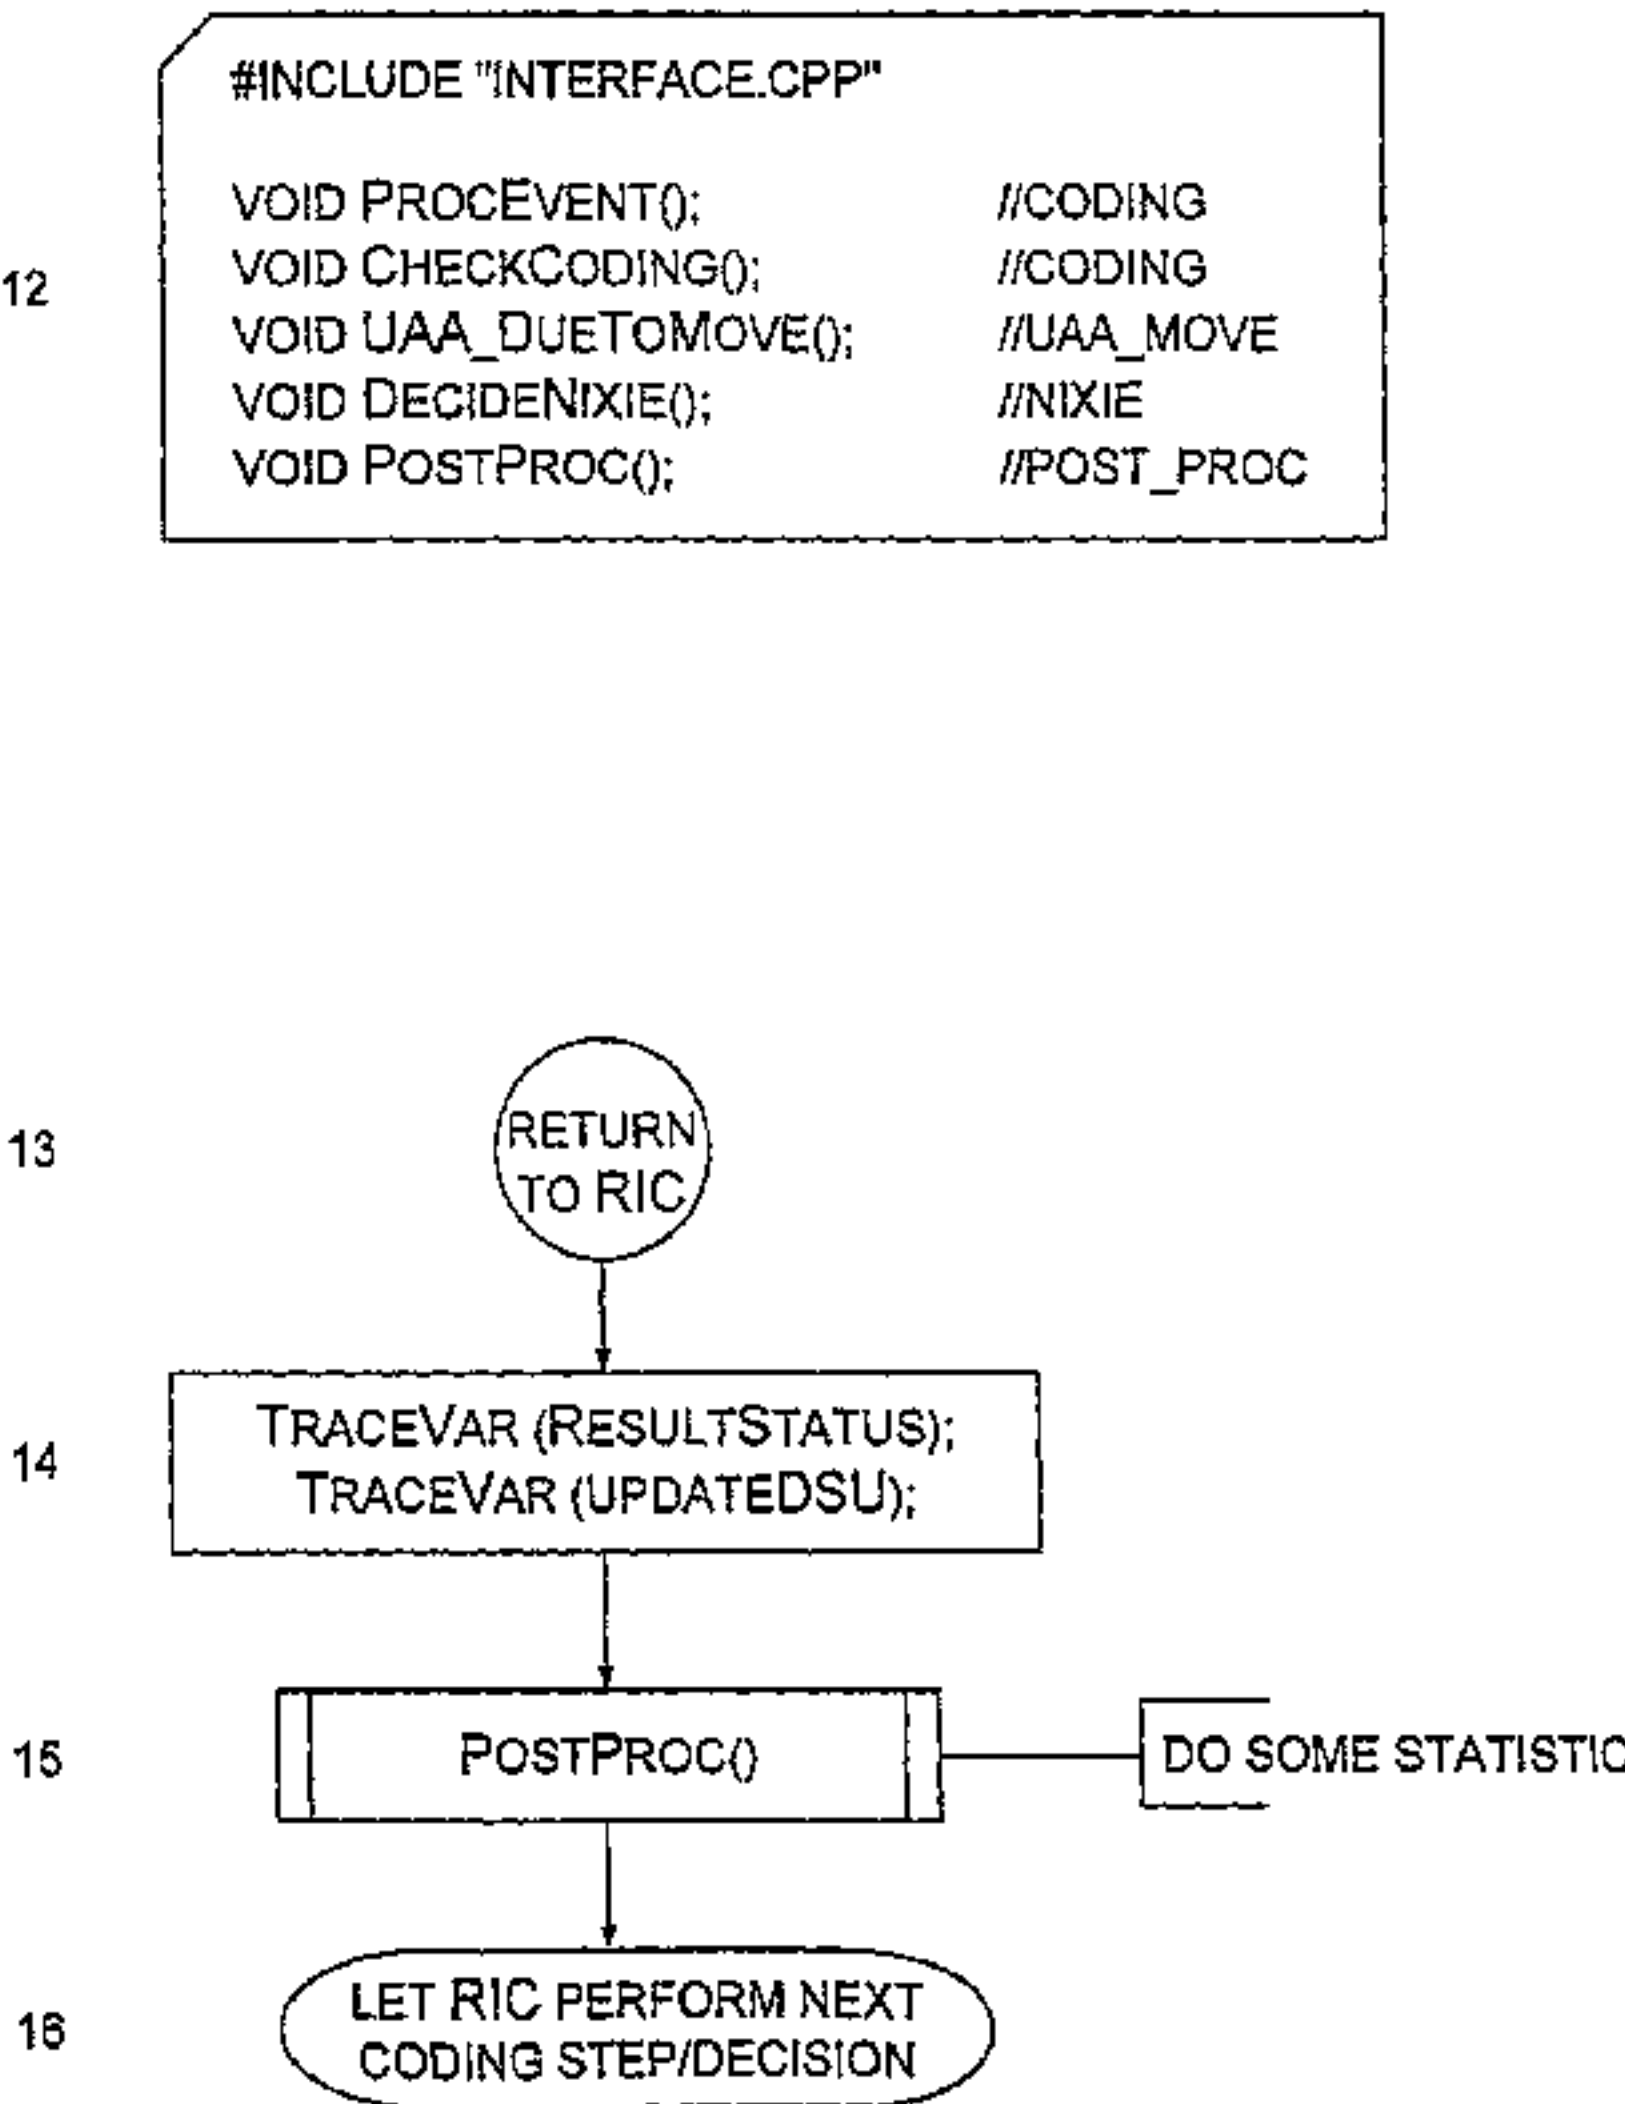 #INCLUDE "INTERFACE.CPP"
VOID PROCEVENT(); //CODING
12
VOID CHECKCODING(); //CODING
VOID UAA_DUETOMOVE(); //UAA_MOVE
VOID DECIDENIXIE(); //NIXIE
VOID POSTPROC(); //POST_PROC
13
RETURN
TO RIC
14
TRACEVAR (RESULTSTATUS);
TRACEVAR (UPDATEDSU);
15
POSTPROC()
DO SOME STATISTIC
16
LET RIC PERFORM NEXT
CODING STEP/DECISION